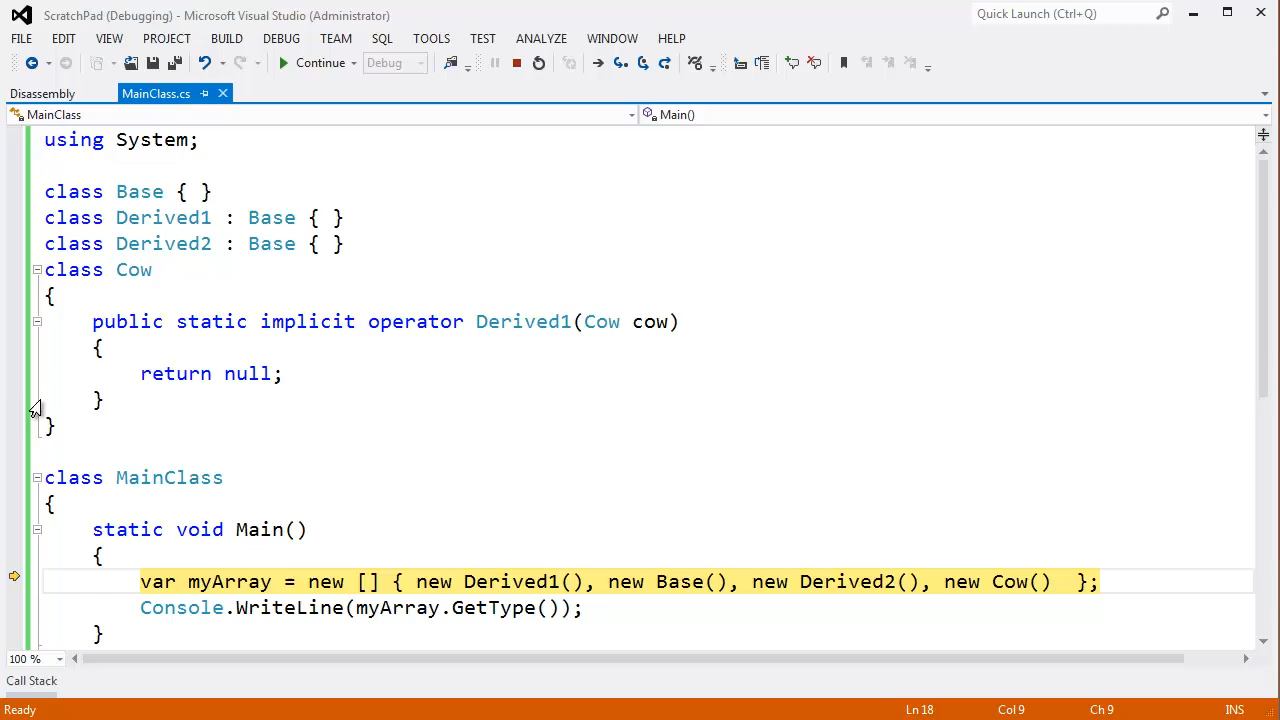 ScratchPad (Debugging) - Microsoft Visual Studio (Administrator)
Quick Launch (Ctrl+Q)
FILE EDIT VIEW PROJECT BUILD DEBUG TEAM SQL TOOLS TEST ANALYZE WINDOW HELP
Continue Debug
Disassembly MainClass.cs
MainClass Main()
using System;
class Base { }
class Derived1 : Base { }
class Derived2 : Base { }
class Cow
{
public static implicit operator Derived1(Cow cow)
{
return null;
}
}
class MainClass
{
static void Main()
{
var myArray = new [] { new Derived1(), new Base(), new Derived2(), new Cow()  };
Console.WriteLine(myArray.GetType());
}
100 %
Call Stack
Ready Ln 18 Col 9 Ch 9 INS